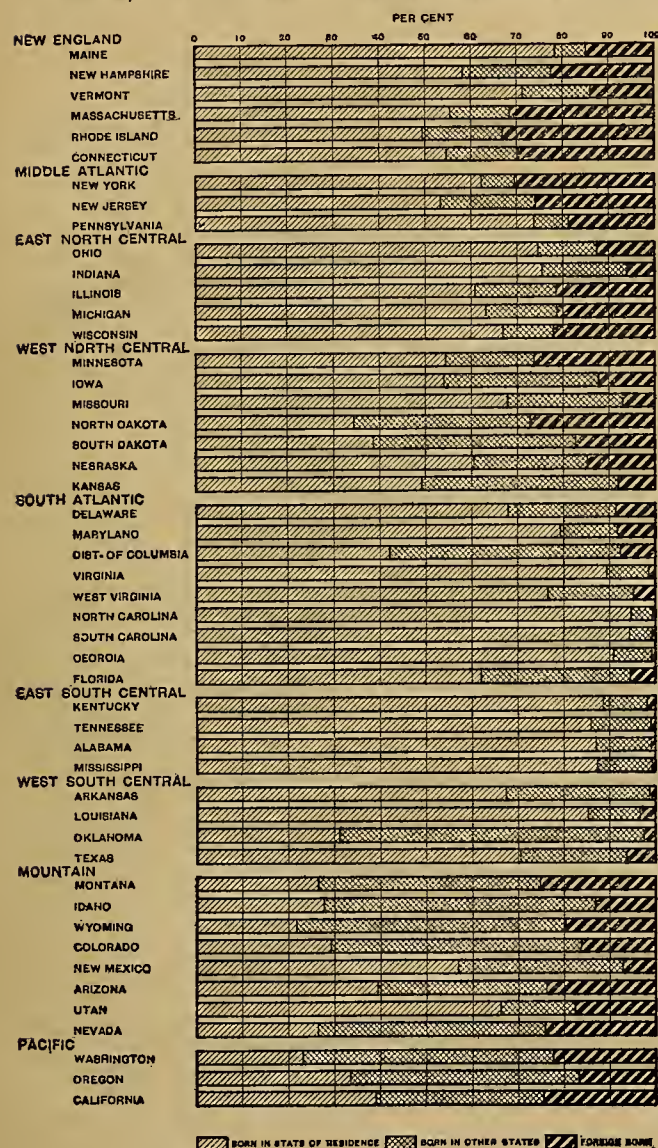 PER CENT
0 10 20 30 40 50 60 70 80 90 100
NEW ENGLAND
MAINE
NEW HAMPSHIRE
VERMONT
MASSACHUSETTS
RHODE ISLAND
CONNECTICUT
MIDDLE ATLANTIC
NEW YORK
NEW JERSEY
PENNSYLVANIA
EAST NORTH CENTRAL
OHIO
INDIANA
ILLINOIS
MICHIGAN
WISCONSIN
WEST NORTH CENTRAL
MINNESOTA
IOWA
MISSOURI
NORTH DAKOTA
SOUTH DAKOTA
NEBRASKA
KANSAS
SOUTH ATLANTIC
DELAWARE
MARYLAND
DIST. OF COLUMBIA
VIRGINIA
WEST VIRGINIA
NORTH CAROLINA
SOUTH CAROLINA
GEORGIA
FLORIDA
EAST SOUTH CENTRAL
KENTUCKY
TENNESSEE
ALABAMA
MISSISSIPPI
WEST SOUTH CENTRAL
ARKANSAS
LOUISIANA
OKLAHOMA
TEXAS
MOUNTAIN
MONTANA
IDAHO
WYOMING
COLORADO
NEW MEXICO
ARIZONA
UTAH
NEVADA
PACIFIC
WASHINGTON
OREGON
CALIFORNIA
BORN IN STATE OF RESIDENCE BORN IN OTHER STATES FOREIGN BORN